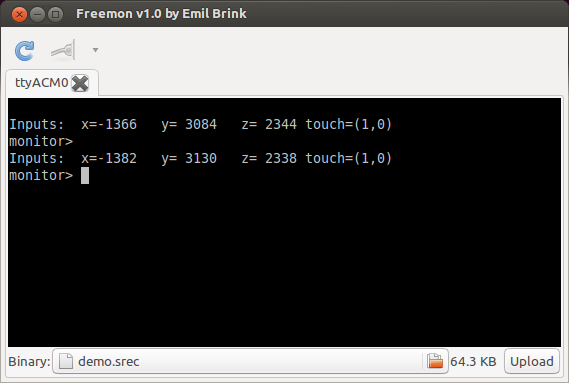 Freemon v1.0 by Emil Brink
ttyACM0
Inputs:  x=-1366   y= 3084   z= 2344 touch=(1,0)
monitor>
Inputs:  x=-1382   y= 3130   z= 2338 touch=(1,0)
monitor>
Binary: demo.srec 64.3 KB Upload